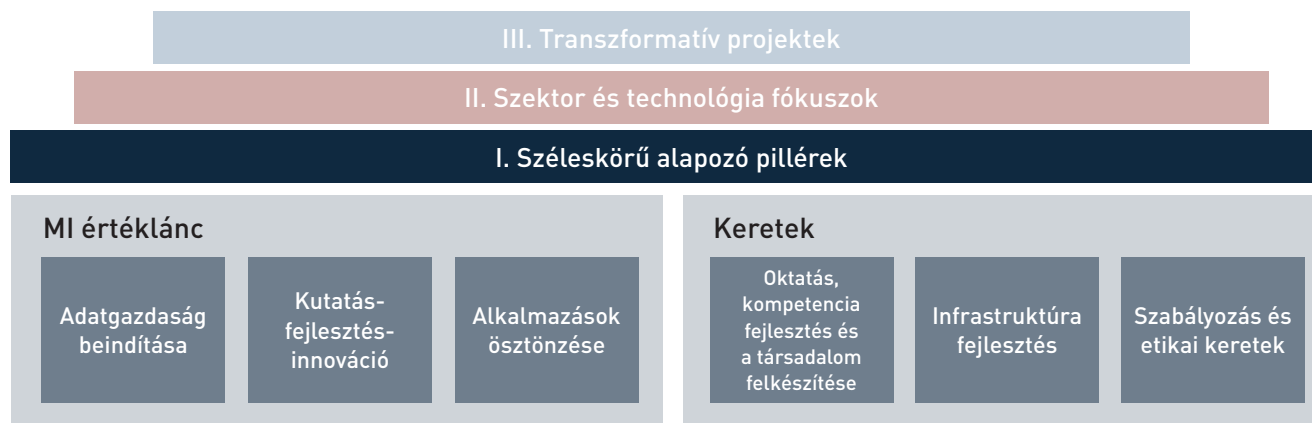 III. Transzformatív projektek
II. Szektor és technológia fókuszok
I. Széleskörű alapozó pillérek
MI értéklánc
Adatgazdaság
beindítása
Kutatás-
fejlesztés-
innováció
Alkalmazások
ösztönzése
Keretek
Oktatás,
kompetencia
fejlesztés és
a társadalom
felkészítése
Infrastruktúra
fejlesztés
Szabályozás és
etikai keretek